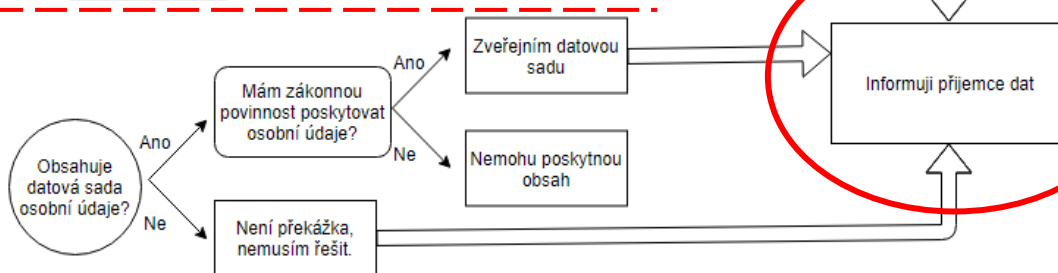 Obsahuje
datová sada
osobní údaje?
Ano
Ne
Mám zákonnou
povinnost poskytovat
osobní údaje?
Ano
Ne
Zveřejním datovou
sadu
Nemohu poskytnou
obsah
Není překážka,
nemusím řešit.
Informuji přijemce dat